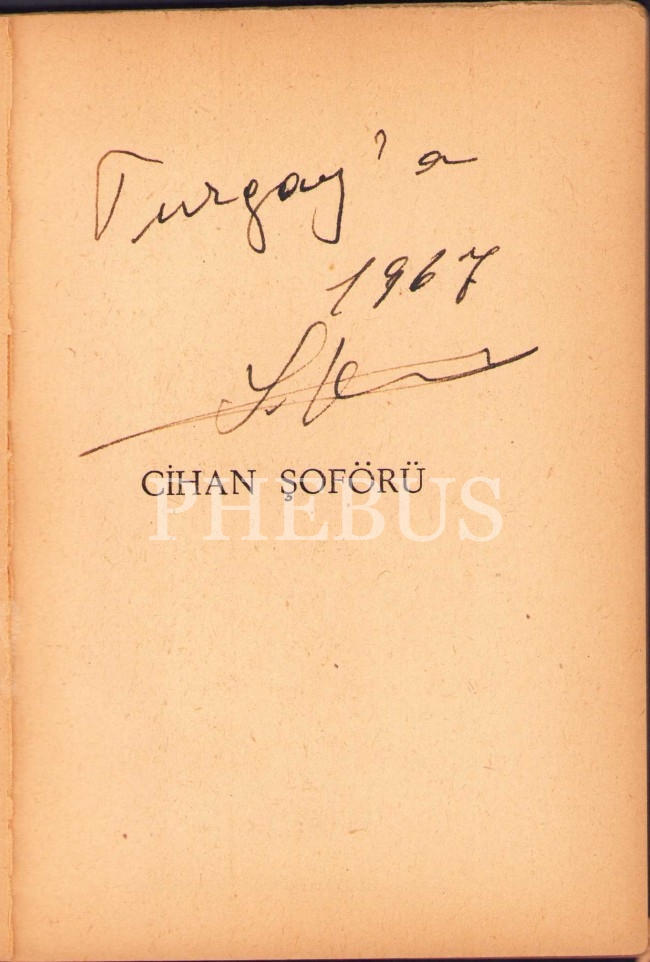 Turgay'a
1967
CİHAN ŞOFÖRÜ
PHEBUS